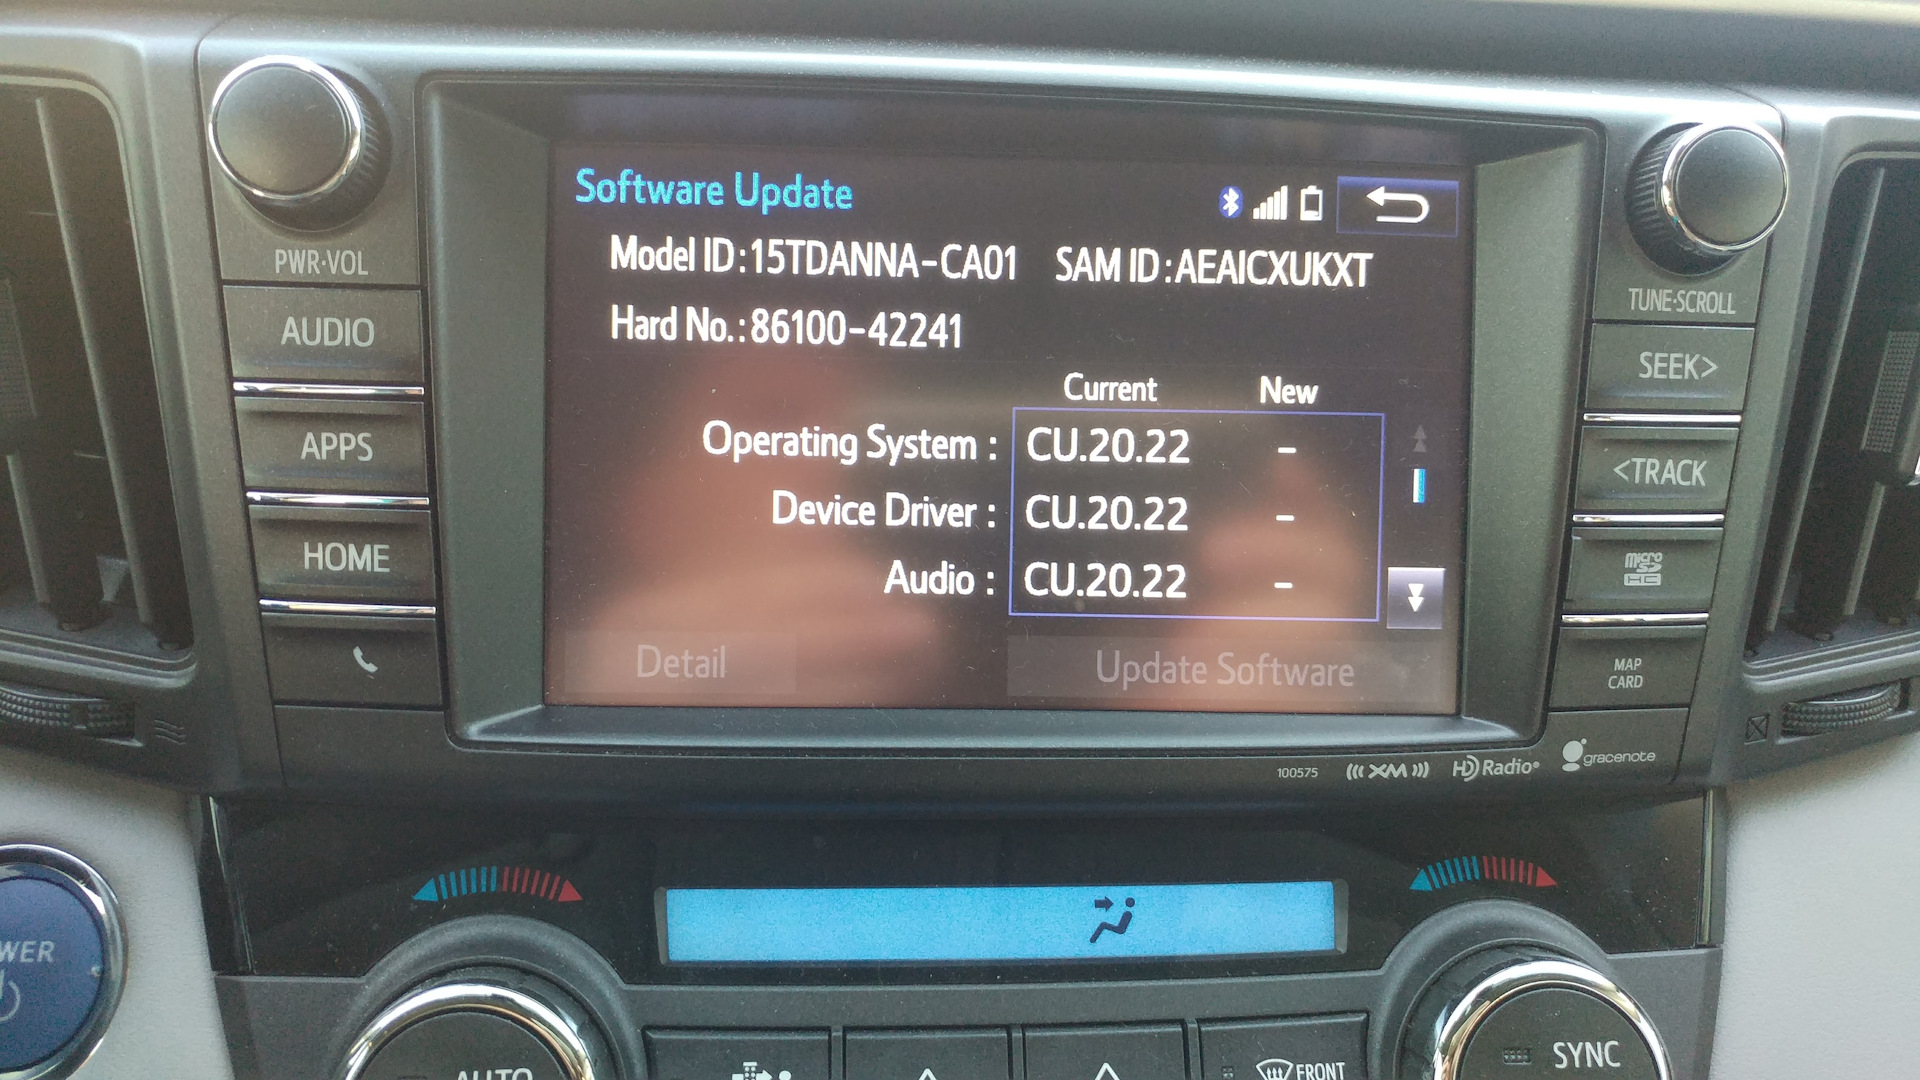 Software Update
Model ID:15TDANNA-CA01 SAM ID:AEAICXUKXT
Hard No.:86100-42241
Current New
Operating System : CU.20.22 -
Device Driver : CU.20.22 -
Audio : CU.20.22 -
Detail Update Software
PWR·VOL
AUDIO
APPS
HOME
TUNE·SCROLL
SEEK>
<TRACK
micro SD HC
MAP
CARD
100575 ((( XM ))) HD Radio® gracenote
WER
AUTO
FRONT
SYNC